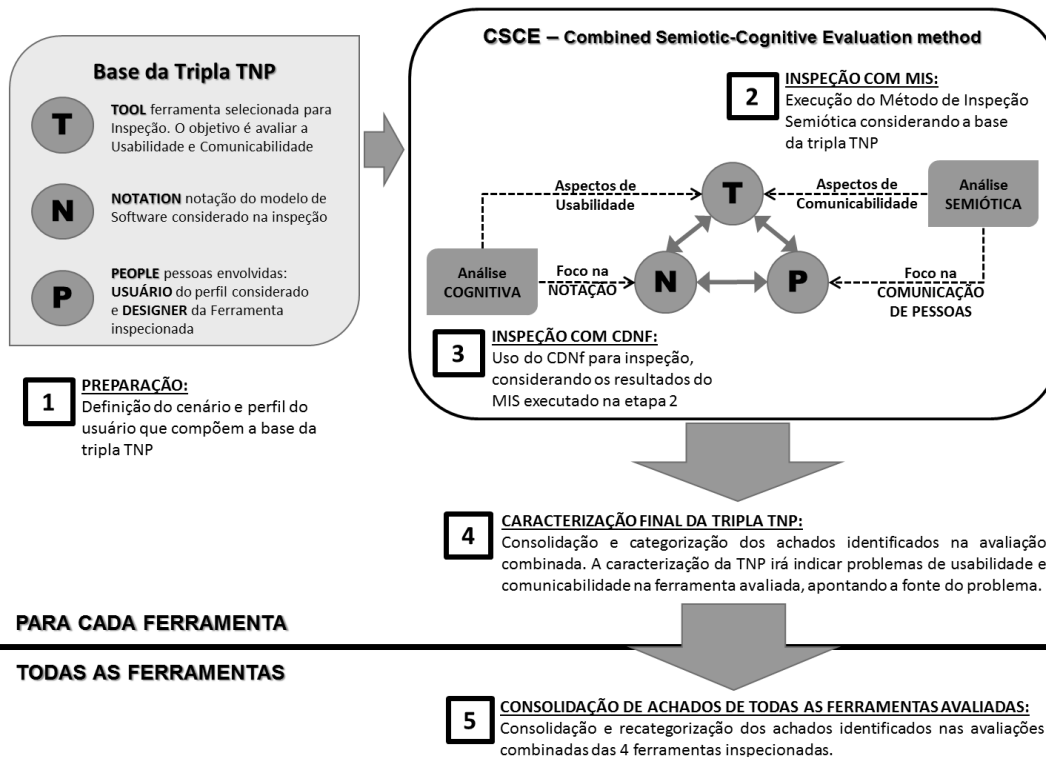 Base da Tripla TNP
T
TOOL ferramenta selecionada para
Inspeção. O objetivo é avaliar a
Usabilidade e Comunicabilidade
N
NOTATION notação do modelo de
Software considerado na inspeção
P
PEOPLE pessoas envolvidas:
USUÁRIO do perfil considerado
e DESIGNER da Ferramenta
inspecionada
1
PREPARAÇÃO:
Definição do cenário e perfil do
usuário que compõem a base da
tripla TNP
CSCE – Combined Semiotic-Cognitive Evaluation method
2
INSPEÇÃO COM MIS:
Execução do Método de Inspeção
Semiótica considerando a base
da tripla TNP
Aspectos de
Usabilidade
T
Aspectos de
Comunicabilidade
Análise
SEMIÓTICA
Análise
COGNITIVA
Foco na
NOTAÇÃO
N
P
Foco na
COMUNICAÇÃO
DE PESSOAS
3
INSPEÇÃO COM CDNF:
Uso do CDNf para inspeção,
considerando os resultados do
MIS executado na etapa 2
4
CARACTERIZAÇÃO FINAL DA TRIPLA TNP:
Consolidação e categorização dos achados identificados na avaliação
combinada. A caracterização da TNP irá indicar problemas de usabilidade e
comunicabilidade na ferramenta avaliada, apontando a fonte do problema.
PARA CADA FERRAMENTA
TODAS AS FERRAMENTAS
5
CONSOLIDAÇÃO DE ACHADOS DE TODAS AS FERRAMENTAS AVALIADAS:
Consolidação e recategorização dos achados identificados nas avaliações
combinadas das 4 ferramentas inspecionadas.